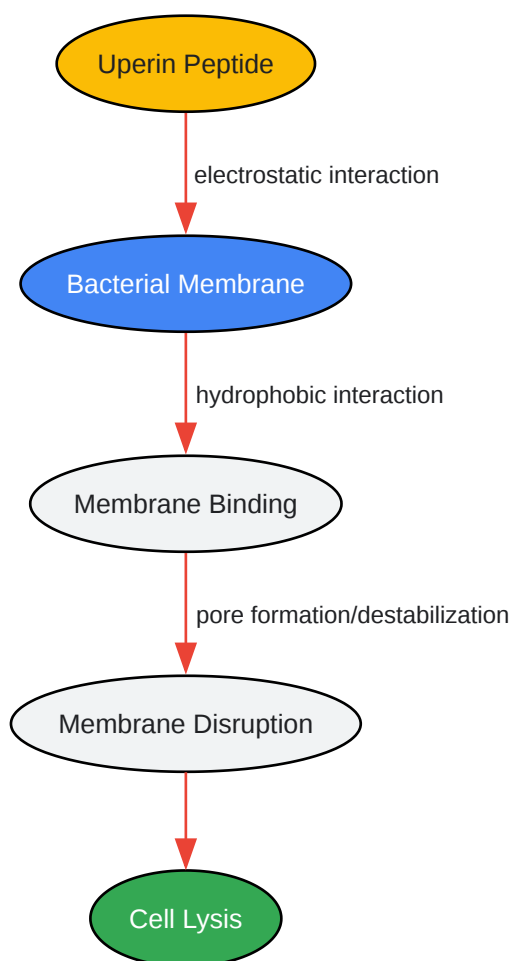 Uperin Peptide
electrostatic interaction
Bacterial Membrane
hydrophobic interaction
Membrane Binding
pore formation/destabilization
Membrane Disruption
Cell Lysis